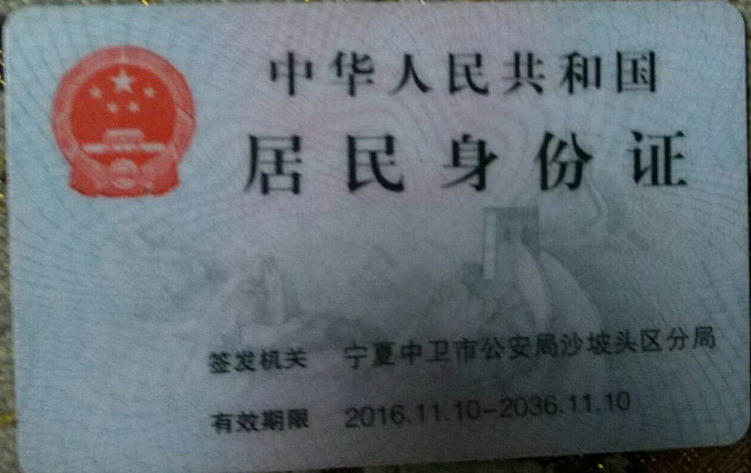 中华人民共和国
居民身份证
签发机关 宁夏中卫市公安局沙坡头区分局
有效期限 2016.11.10-2036.11.10